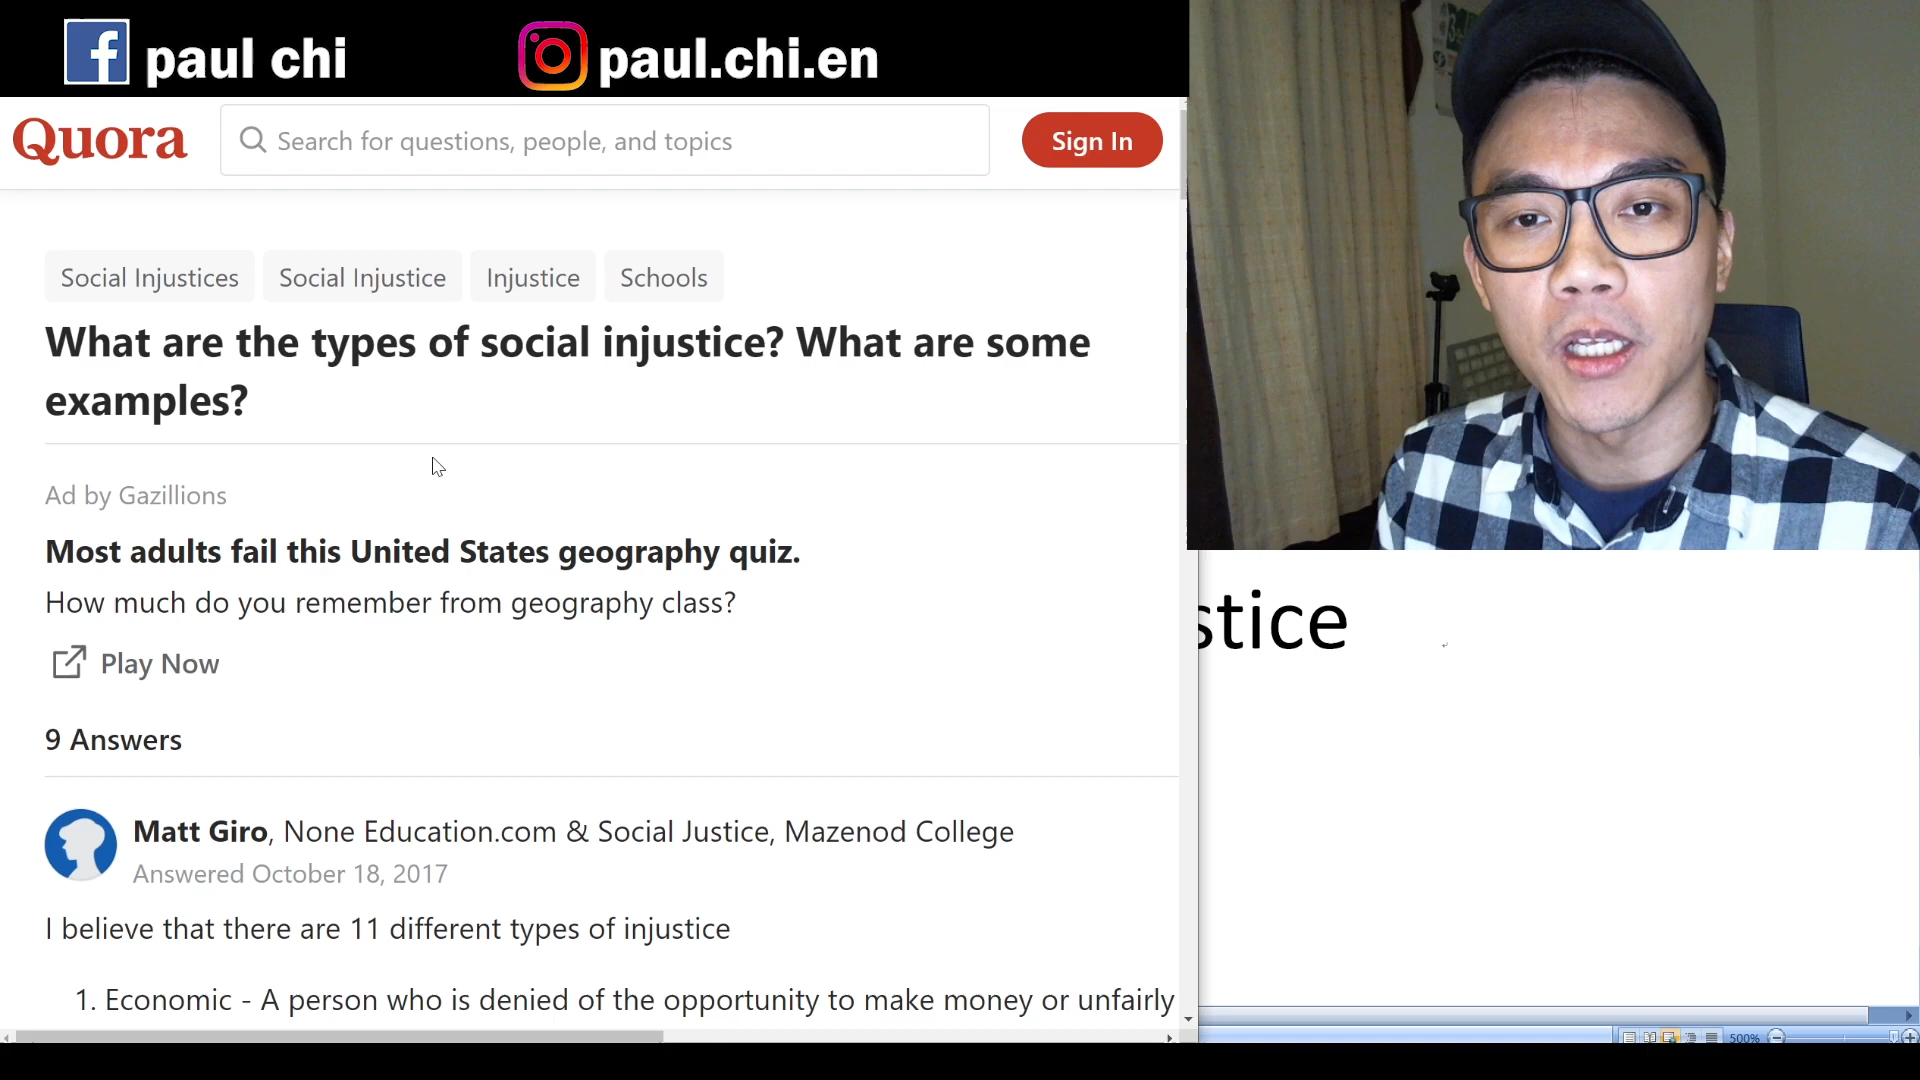 paul chi
paul.chi.en
Quora
Search for questions, people, and topics
Sign In
Social Injustices
Social Injustice
Injustice
Schools
What are the types of social injustice? What are some
examples?
Ad by Gazillions
Most adults fail this United States geography quiz.
How much do you remember from geography class?
Play Now
9 Answers
Matt Giro, None Education.com & Social Justice, Mazenod College
Answered October 18, 2017
I believe that there are 11 different types of injustice
1. Economic - A person who is denied of the opportunity to make money or unfairly
stice
500%